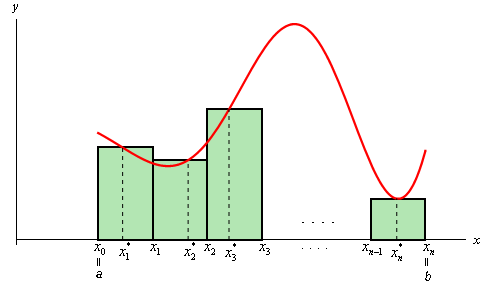 y
x
x₀ x₁* x₁ x₂* x₂ x₃* x₃ . . . . . . . . xₙ₋₁ xₙ* xₙ
= =
a b